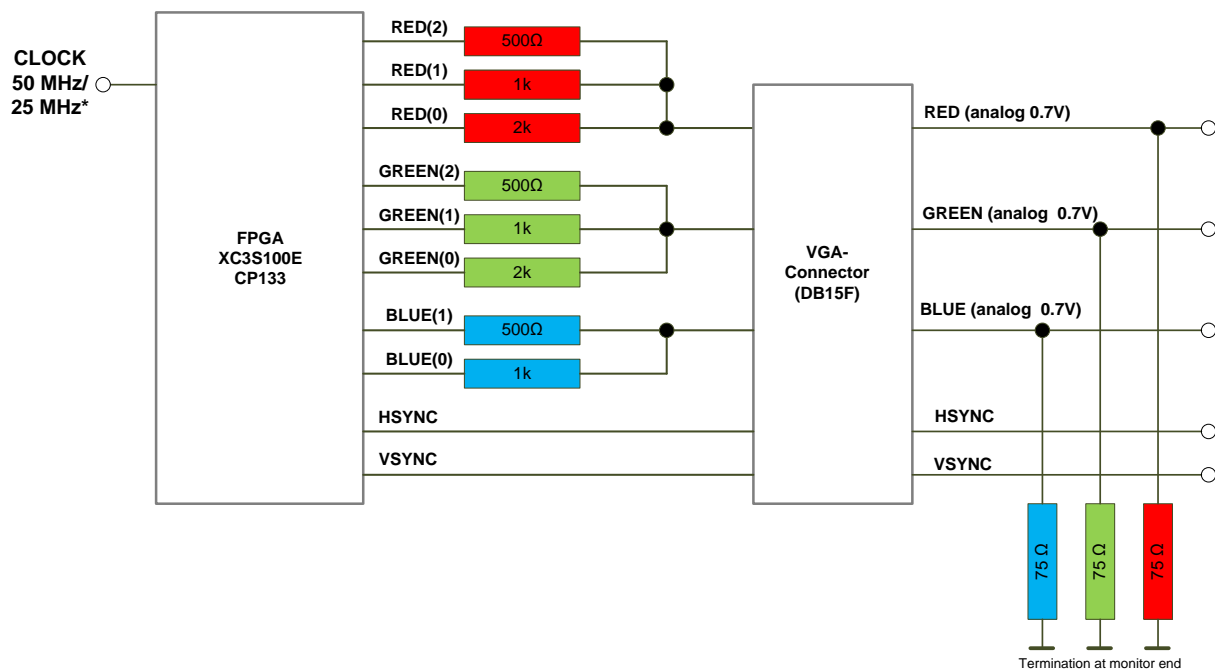 CLOCK
50 MHz/
25 MHz*
FPGA
XC3S100E
CP133
RED(2)
500Ω
RED(1)
1k
RED(0)
2k
GREEN(2)
500Ω
GREEN(1)
1k
GREEN(0)
2k
BLUE(1)
500Ω
BLUE(0)
1k
HSYNC
VSYNC
VGA-
Connector
(DB15F)
RED (analog 0.7V)
GREEN (analog 0.7V)
BLUE (analog 0.7V)
HSYNC
VSYNC
75 Ω
75 Ω
75 Ω
Termination at monitor end